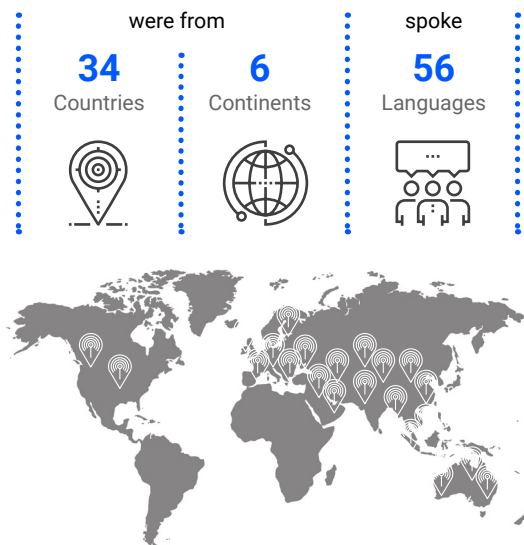 were from
spoke
34
6
56
Countries
Continents
Languages